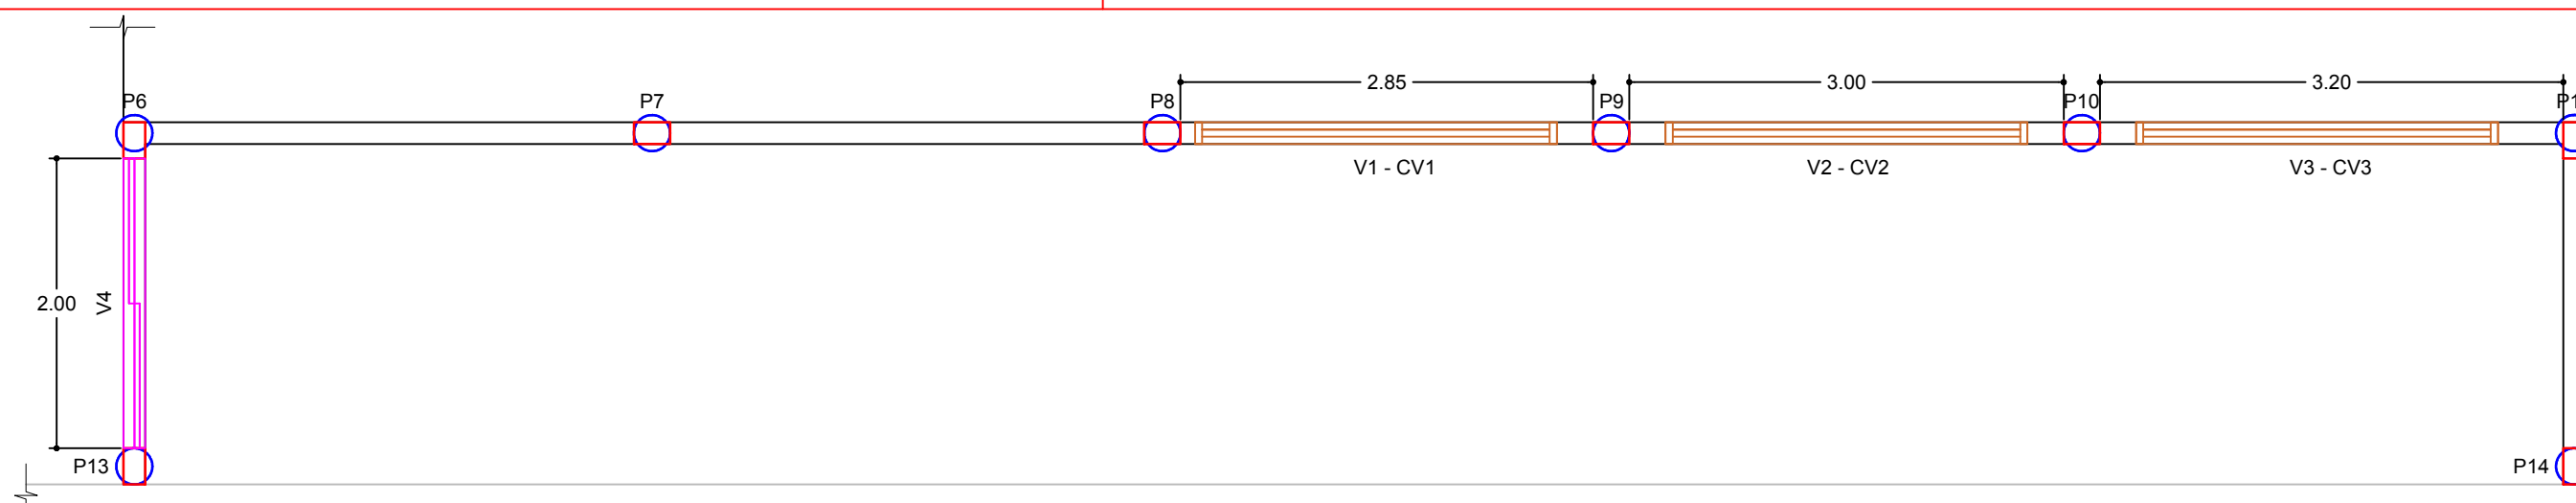 2.85
3.00
3.20
P6
P7
P8
P9
P10
V1 - CV1
V2 - CV2
V3 - CV3
2.00
V4
P13
P14